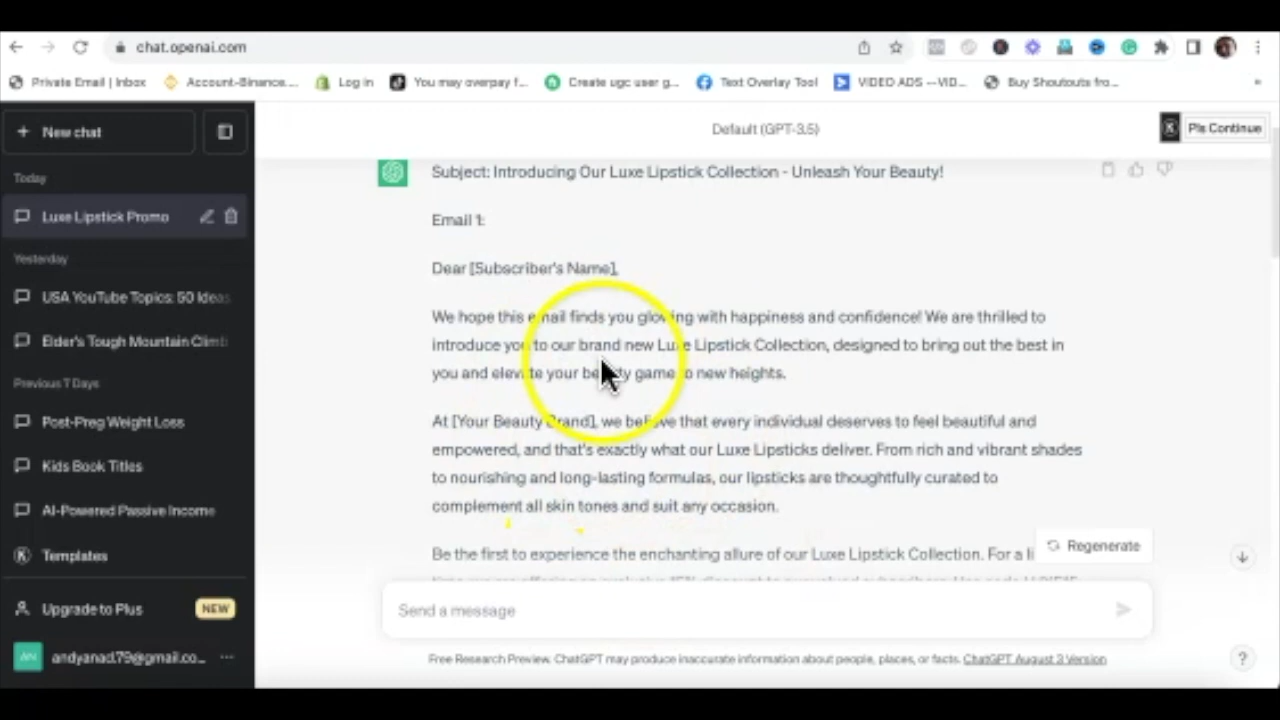 chat.openai.com
Private Email | Inbox
Account-Binance....
Log in
You may overpay f...
Create ugc user g...
Text Overlay Tool
VIDEO ADS --VID...
Buy Shoutouts fro...
New chat
Default (GPT-3.5)
Pls Continue
Today
Luxe Lipstick Promo
Yesterday
USA YouTube Topics: 50 Ideas
Elder's Tough Mountain Climb
Previous 7 Days
Post-Preg Weight Loss
Kids Book Titles
AI-Powered Passive Income
Templates
Upgrade to Plus
NEW
AN
andyanad.79@gmail.co...
Subject: Introducing Our Luxe Lipstick Collection - Unleash Your Beauty!
Email 1:
Dear [Subscriber's Name],
We hope this email finds you glowing with happiness and confidence! We are thrilled to
introduce you to our brand new Luxe Lipstick Collection, designed to bring out the best in
you and elevate your beauty game to new heights.
At [Your Beauty Brand], we believe that every individual deserves to feel beautiful and
empowered, and that's exactly what our Luxe Lipsticks deliver. From rich and vibrant shades
to nourishing and long-lasting formulas, our lipsticks are thoughtfully curated to
complement all skin tones and suit any occasion.
Be the first to experience the enchanting allure of our Luxe Lipstick Collection. For a li
Regenerate
Send a message
Free Research Preview. ChatGPT may produce inaccurate information about people, places, or facts. ChatGPT August 3 Version
?